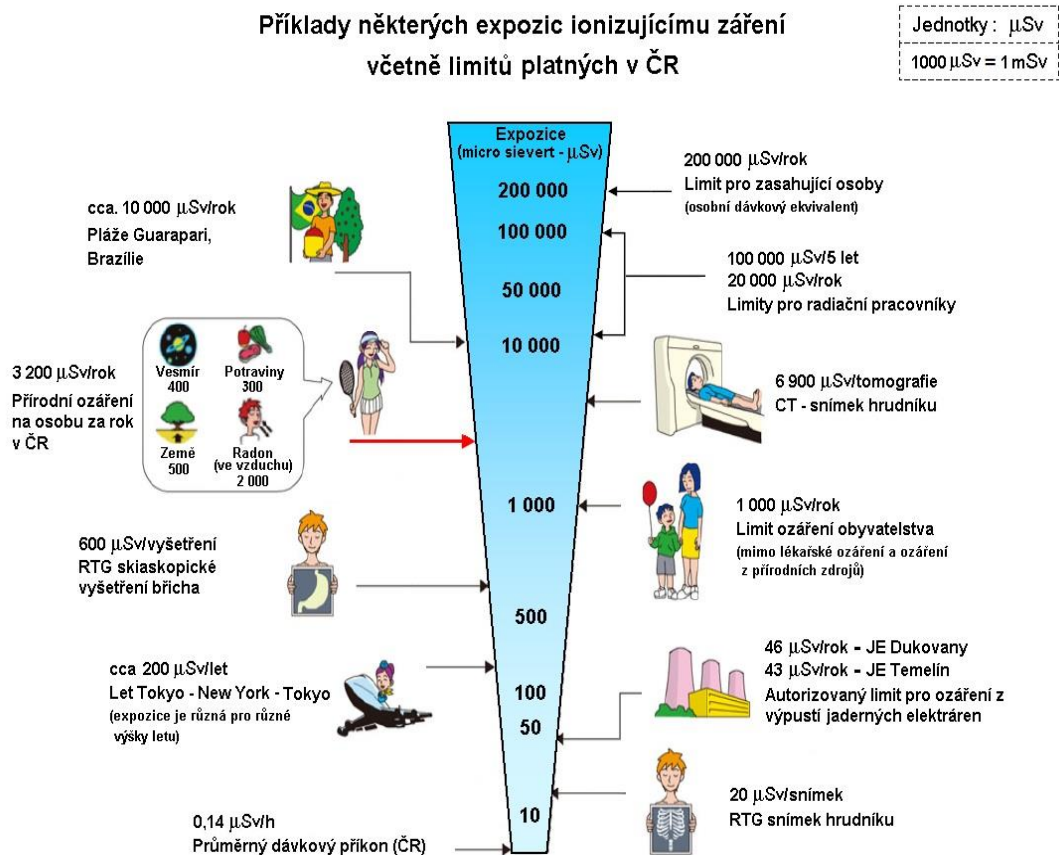 Příklady některých expozic ionizujícímu záření
včetně limitů platných v ČR
Jednotky : μSv
1000 μSv = 1 mSv
Expozice
(micro sievert - μSv)
200 000
100 000
50 000
10 000
1 000
500
100
50
10
cca. 10 000 μSv/rok
Pláže Guarapari,
Brazílie
3 200 μSv/rok
Přírodní ozáření
na osobu za rok
v ČR
Vesmír
400
Potraviny
300
Země
500
Radon
(ve vzduchu)
2 000
600 μSv/vyšetření
RTG skiaskopické
vyšetření břicha
cca 200 μSv/let
Let Tokyo - New York - Tokyo
(expozice je různá pro různé
výšky letu)
0,14 μSv/h
Průměrný dávkový příkon (ČR)
200 000 μSv/rok
Limit pro zasahující osoby
(osobní dávkový ekvivalent)
100 000 μSv/5 let
20 000 μSv/rok
Limity pro radiační pracovníky
6 900 μSv/tomografie
CT - snímek hrudníku
1 000 μSv/rok
Limit ozáření obyvatelstva
(mimo lékařské ozáření a ozáření
z přírodních zdrojů)
46 μSv/rok - JE Dukovany
43 μSv/rok - JE Temelín
Autorizovaný limit pro ozáření z
výpustí jaderných elektráren
20 μSv/snímek
RTG snímek hrudníku